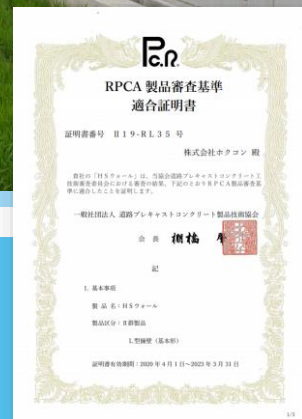 RPCA
RPCA 製品審査基準
適合証明書
証明書番号 Ⅱ19-RL35 号
株式会社ホクコン 殿
貴社の「HSウォール」は、当協会道路プレキャストコンクリート工
技術審査委員会における審査の結果、下記のとおりRPCA製品審査基
準に適合したことを証明します。
一般社団法人 道路プレキャストコンクリート製品技術協会
会 長
記
1. 基本事項
製 品 名：HSウォール
製品区分：Ⅱ群製品
L型擁壁（基本形）
証明書有効期間：2020 年 4 月 1 日～2023 年 3 月 31 日
1/3